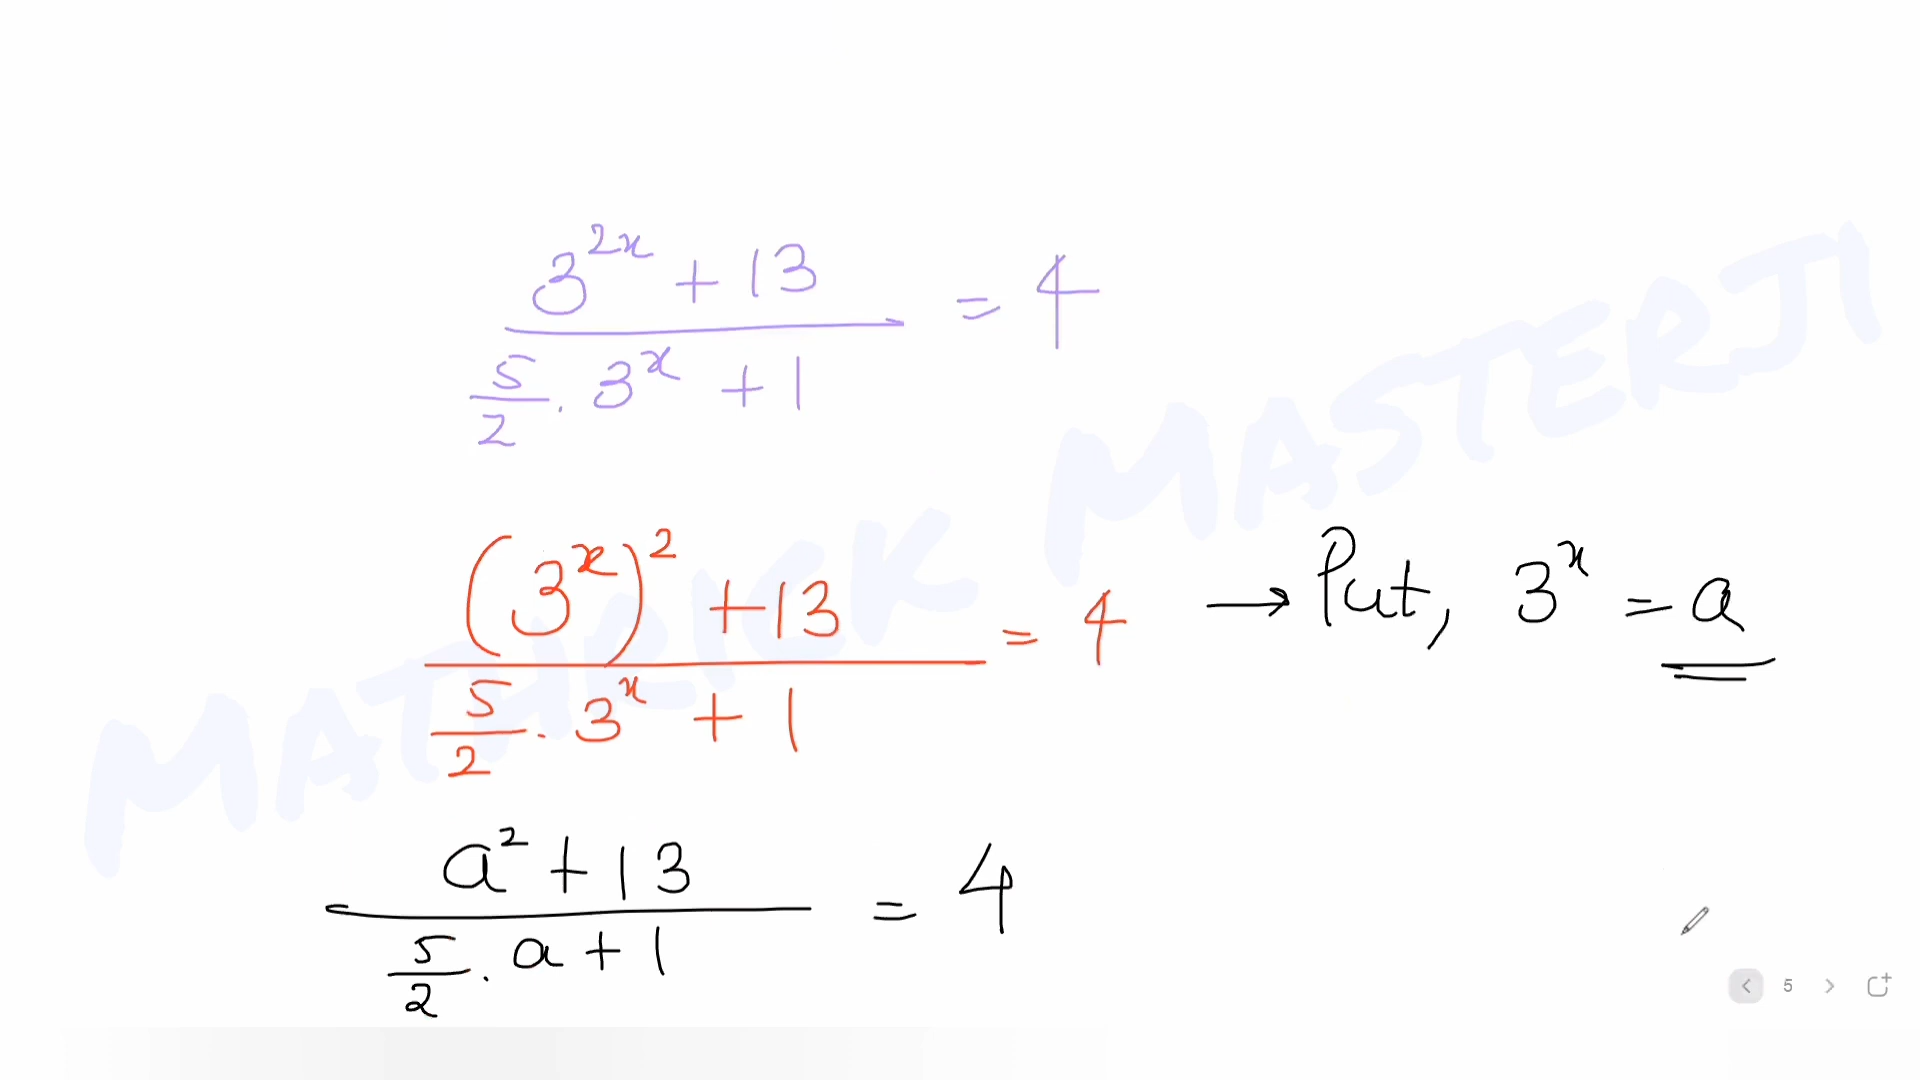 3^{2x} + 13 / 5/2 . 3^x + 1 = 4
(3^x)^2 + 13 / 5/2 . 3^x + 1 = 4 → Put, 3^x = a
a^2 + 13 / 5/2 . a + 1 = 4
MATHRICK MASTERJI
5